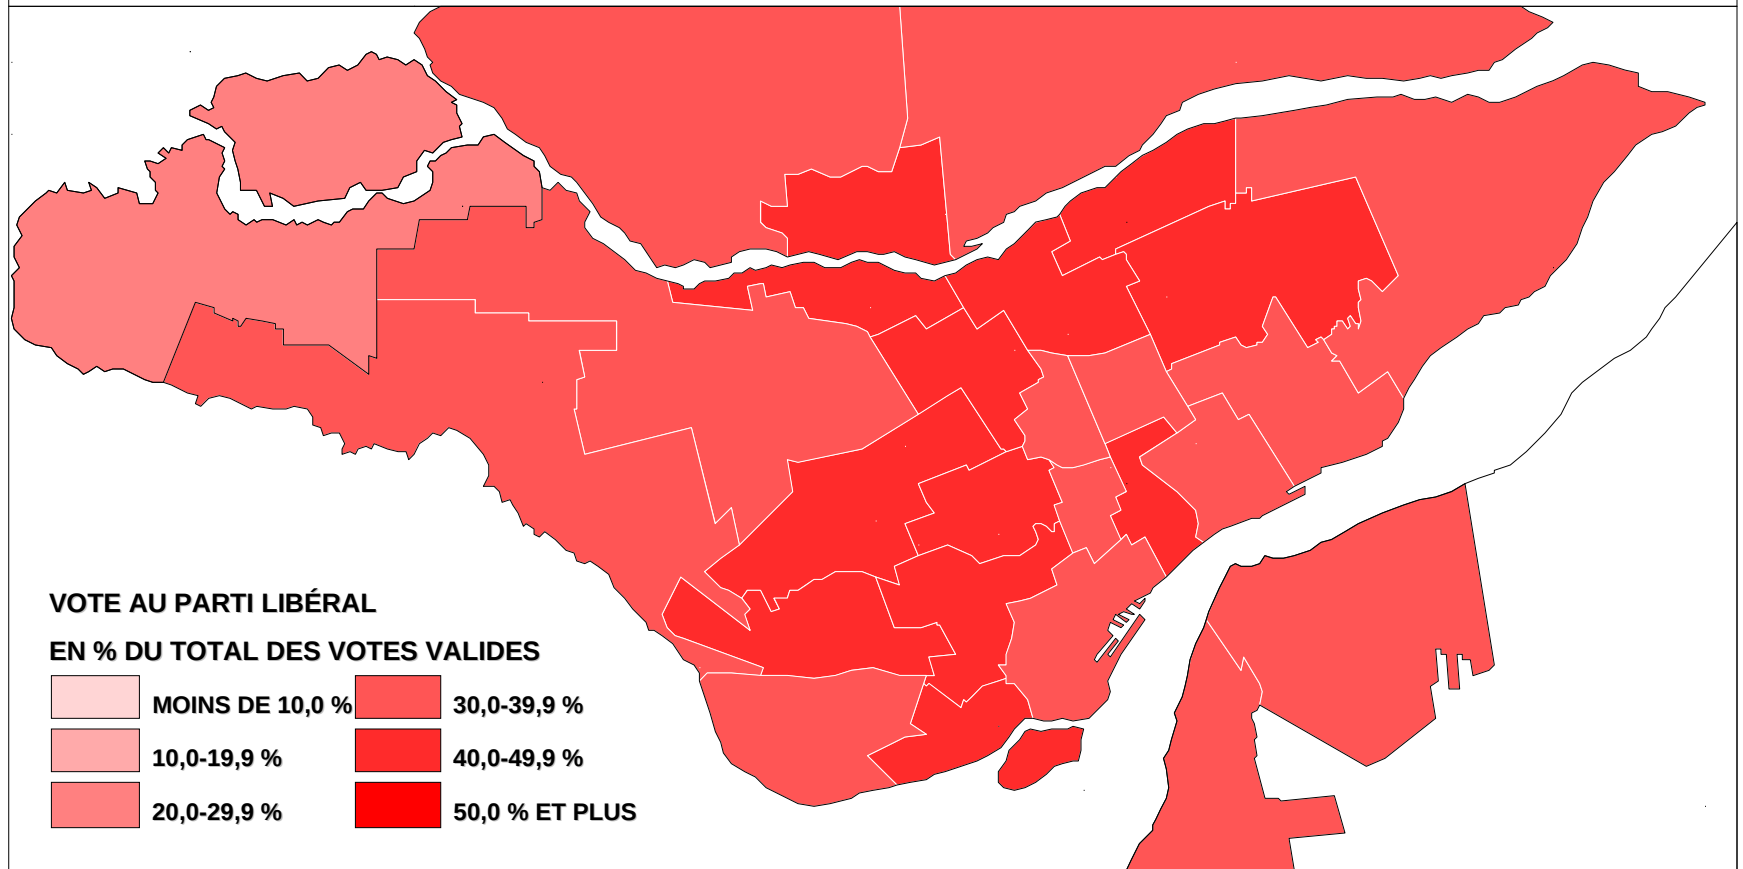 VOTE AU PARTI LIBÉRAL
EN % DU TOTAL DES VOTES VALIDES
MOINS DE 10,0 %
10,0-19,9 %
20,0-29,9 %
30,0-39,9 %
40,0-49,9 %
50,0 % ET PLUS